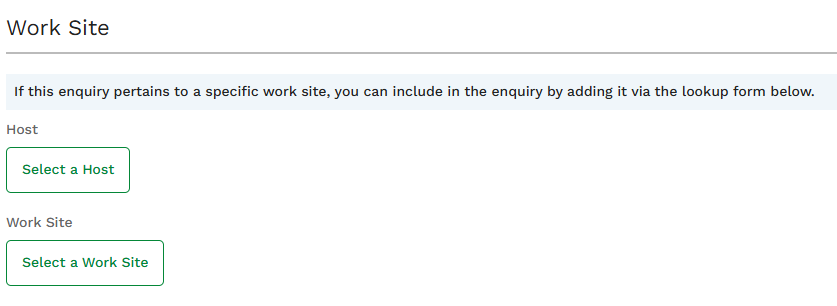 Work Site
If this enquiry pertains to a specific work site, you can include in the enquiry by adding it via the lookup form below.
Host
Select a Host
Work Site
Select a Work Site